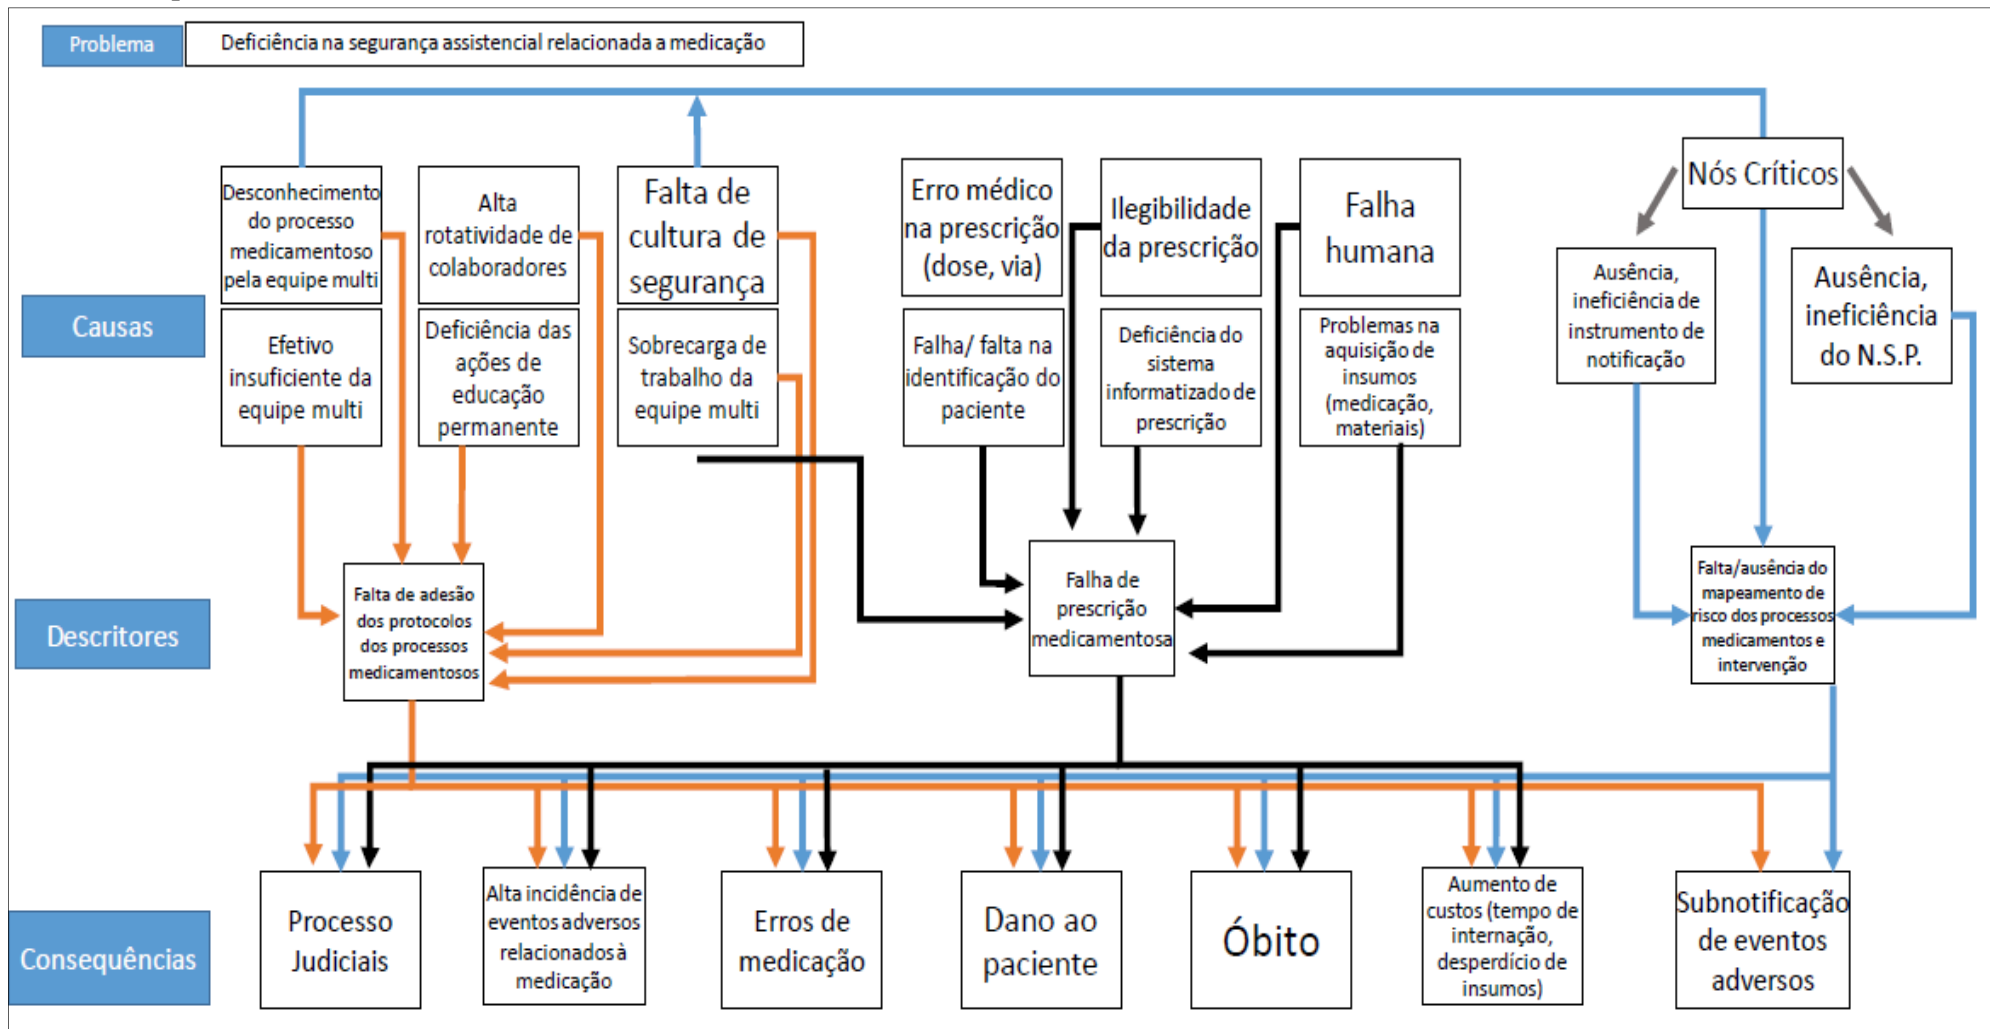 Problema
Deficiência na segurança assistencial relacionada a medicação
Causas
Desconhecimento
do processo
medicamentoso
pela equipe multi
Alta
rotatividade de
colaboradores
Falta de
cultura de
segurança
Erro médico
na prescrição
(dose, via)
Ilegibilidade
da prescrição
Falha
humana
Nós Críticos
Efetivo
insuficiente da
equipe multi
Deficiência das
ações de
educação
permanente
Sobrecarga de
trabalho da
equipe multi
Falha/ falta na
identificação do
paciente
Deficiência do
sistema
informatizado de
prescrição
Problemas na
aquisição de
insumos
(medicação,
materiais)
Ausência,
ineficiência de
instrumento de
notificação
Ausência,
ineficiência
do N.S.P.
Descritores
Falta de adesão
dos protocolos
dos processos
medicamentosos
Falha de
prescrição
medicamentosa
Falta/ausência do
mapeamento de
risco dos processos
medicamentos e
intervenção
Consequências
Processo
Judiciais
Alta incidência de
eventos adversos
relacionados à
medicação
Erros de
medicação
Dano ao
paciente
Óbito
Aumento de
custos (tempo de
internação,
desperdício de
insumos)
Subnotificação
de eventos
adversos